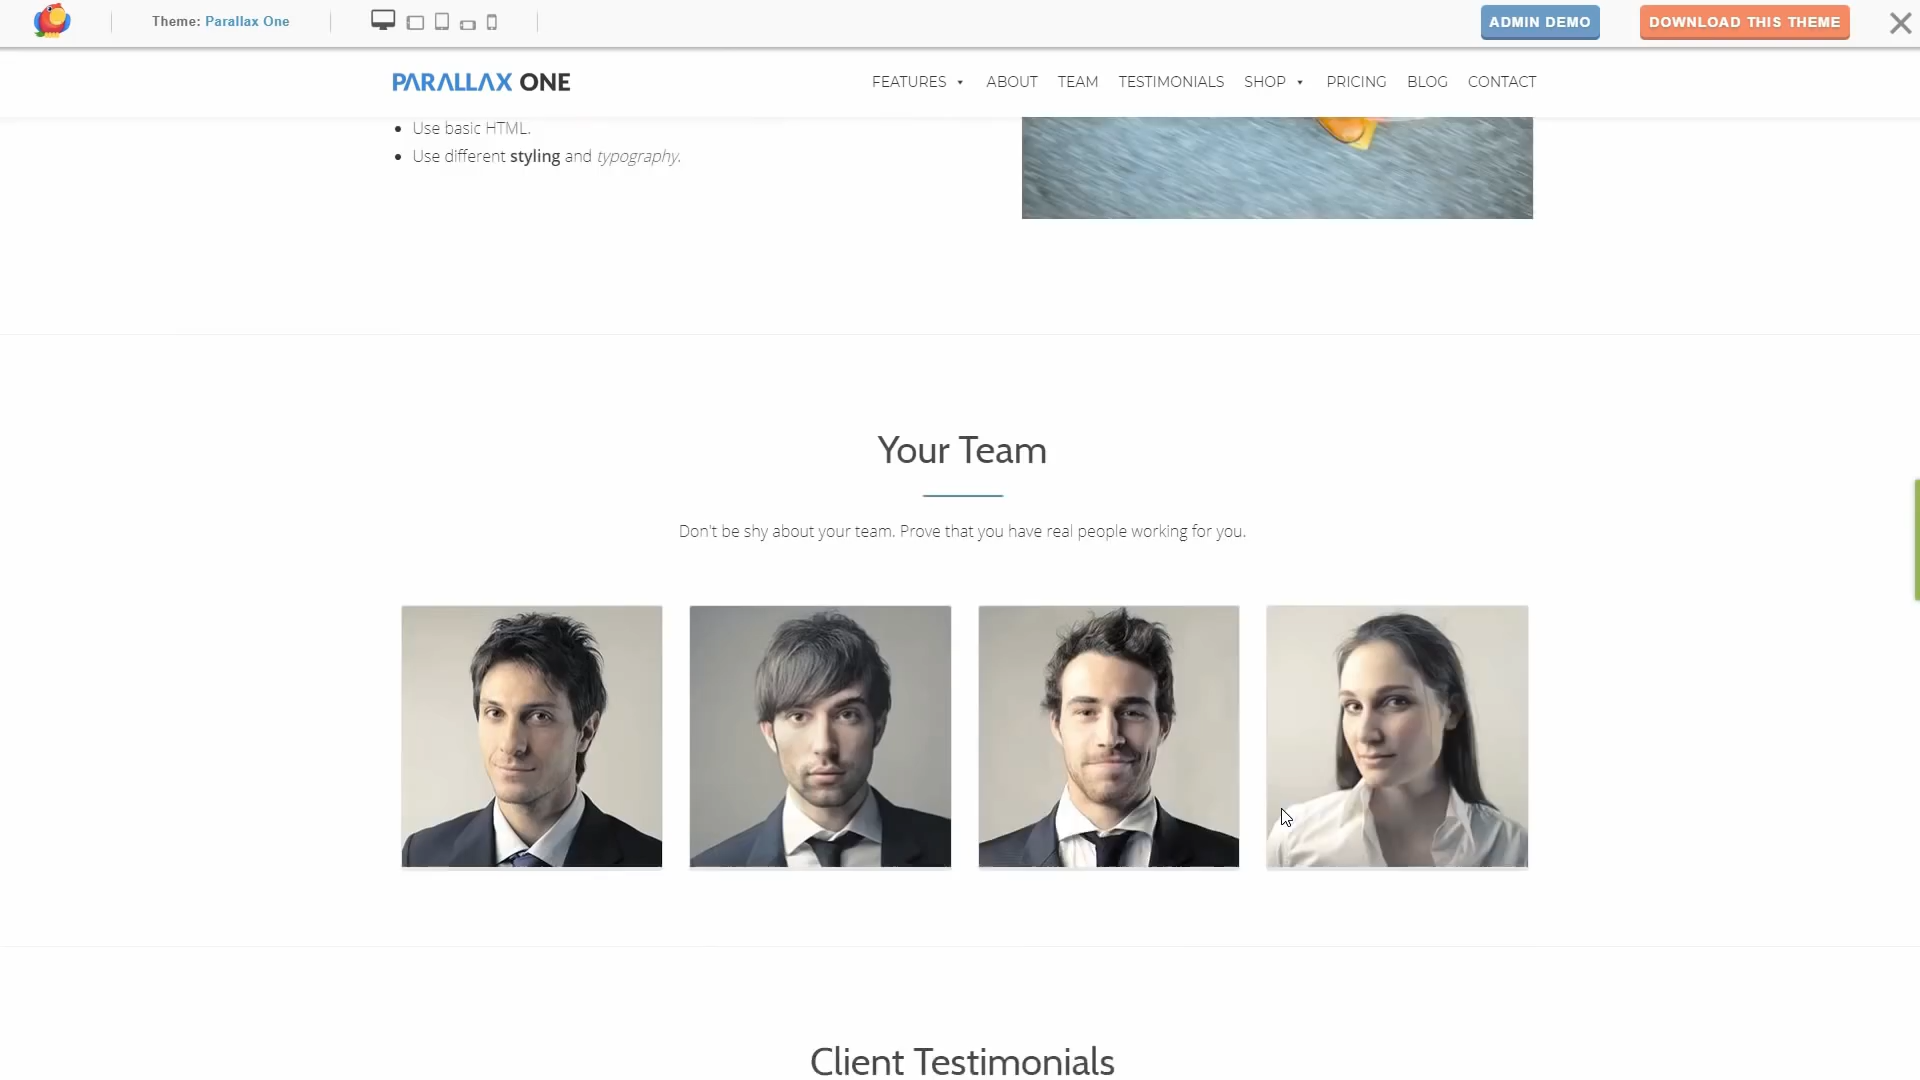 Theme: Parallax One
ADMIN DEMO
DOWNLOAD THIS THEME
PARALLAX ONE
FEATURES ABOUT TEAM TESTIMONIALS SHOP PRICING BLOG CONTACT
Use basic HTML.
Use different styling and typography.
Your Team
Don't be shy about your team. Prove that you have real people working for you.
Client Testimonials